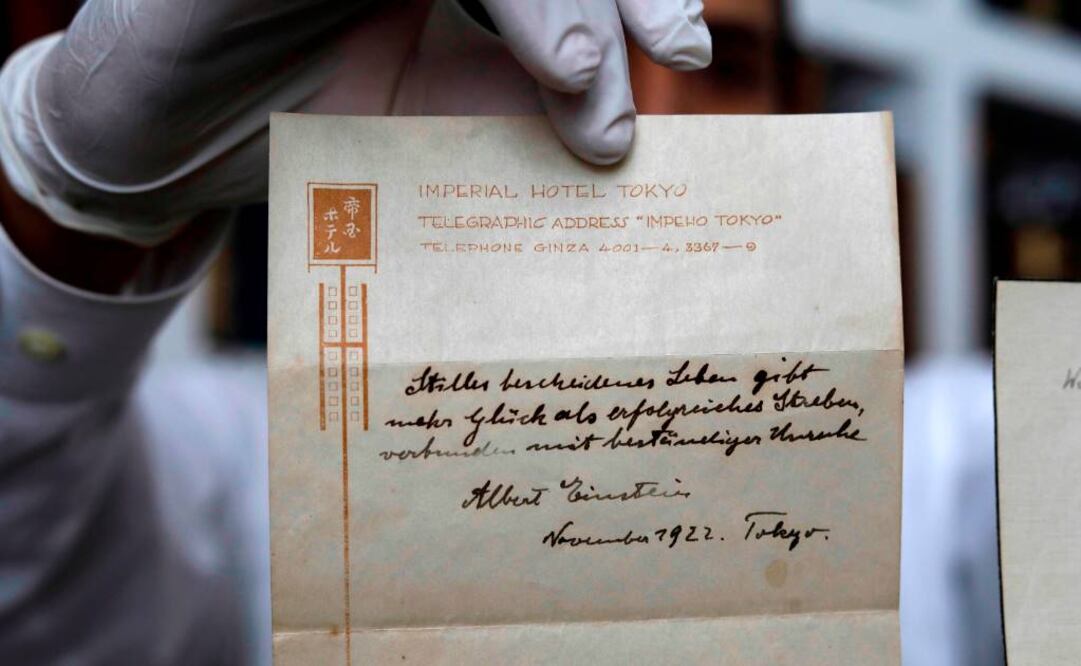 帝国
ホテル
IMPERIAL HOTEL TOKYO
TELEGRAPHIC ADDRESS "IMPEHO TOKYO"
TELEPHONE GINZA 4001—4, 3367—9
Stilles bescheidenes Leben gibt
mehr Glück als erfolgreiches Streben,
verbunden mit beständiger Unruhe
Albert Einstein
November 1922. Tokyo.